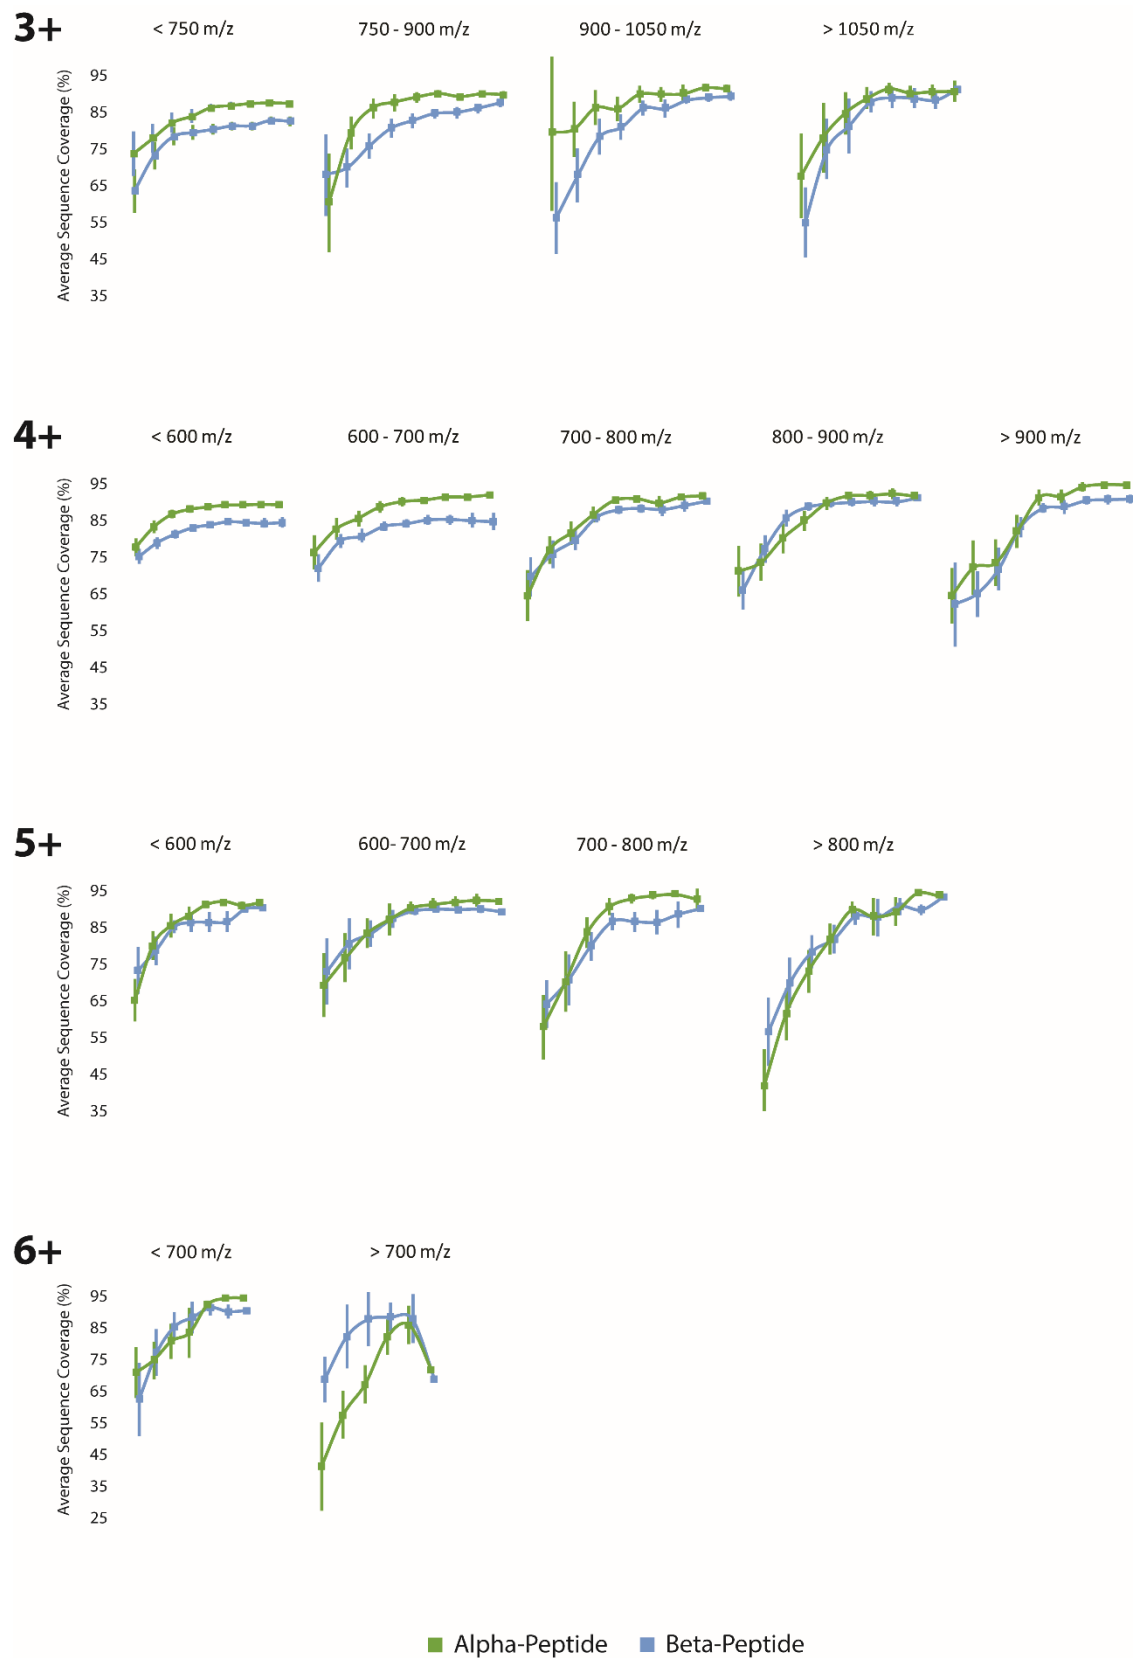 3+
< 750 m/z
750 - 900 m/z
900 - 1050 m/z
> 1050 m/z
Average Sequence Coverage (%)
95
85
75
65
55
45
35
4+
< 600 m/z
600 - 700 m/z
700 - 800 m/z
800 - 900 m/z
> 900 m/z
Average Sequence Coverage (%)
95
85
75
65
55
45
35
5+
< 600 m/z
600- 700 m/z
700 - 800 m/z
> 800 m/z
Average Sequence Coverage (%)
95
85
75
65
55
45
35
6+
< 700 m/z
> 700 m/z
Average Sequence Coverage (%)
95
85
75
65
55
45
35
25
Alpha-Peptide
Beta-Peptide